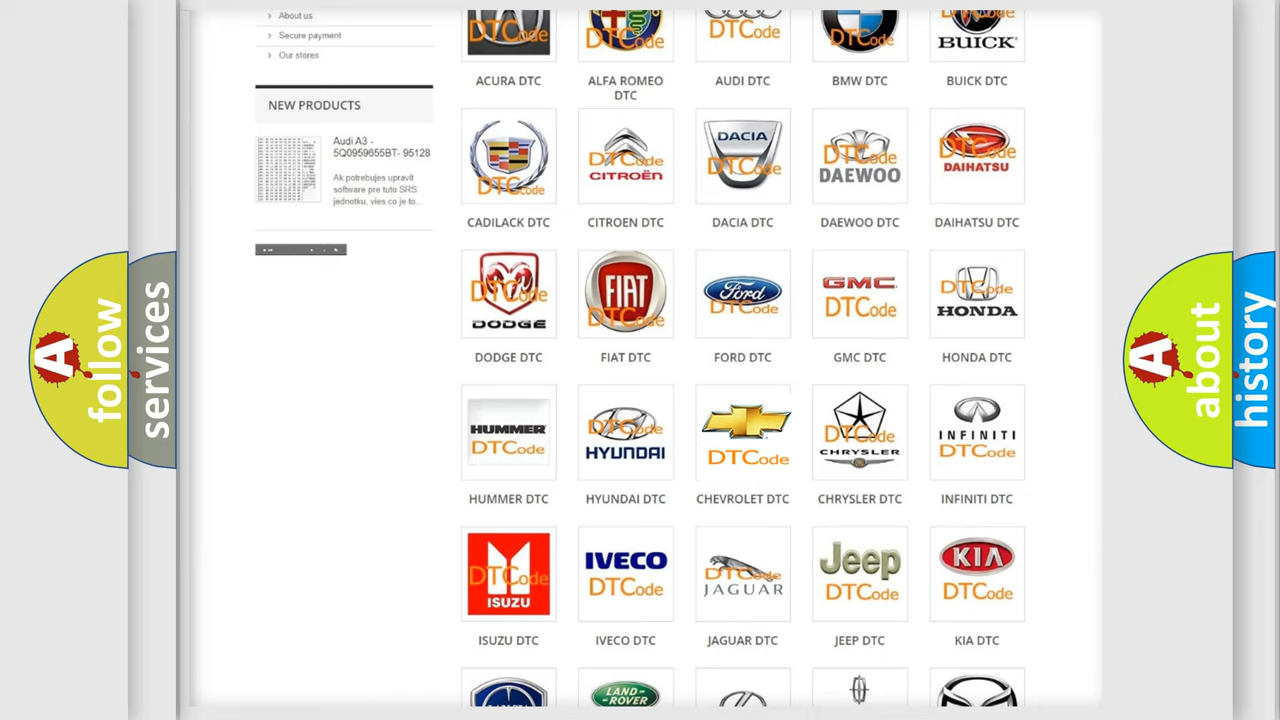 About us
Secure payment
Our stores
NEW PRODUCTS
Audi A3 -
5Q0959655BT- 95128
Ak potrebujes upravit
software pre tuto SRS
jednotku, vies co je to...
DTCode DTCode DTCode DTCode BUICK
ACURA DTC ALFA ROMEO DTC AUDI DTC BMW DTC BUICK DTC
DTCode DTCode CITROËN DACIA DTCode DTCode DAEWOO DTCode DAIHATSU
CADILACK DTC CITROEN DTC DACIA DTC DAEWOO DTC DAIHATSU DTC
DTCode DODGE FIAT DTCode Ford DTCode GMC DTCode DTCode HONDA
DODGE DTC FIAT DTC FORD DTC GMC DTC HONDA DTC
HUMMER DTCode DTCode HYUNDAI DTCode DTCode CHRYSLER INFINITI DTCode
HUMMER DTC HYUNDAI DTC CHEVROLET DTC CHRYSLER DTC INFINITI DTC
DTCode ISUZU IVECO DTCode DTCode JAGUAR Jeep DTCode KIA DTCode
ISUZU DTC IVECO DTC JAGUAR DTC JEEP DTC KIA DTC
LAND-
ROVER
A follow
services
A about
history